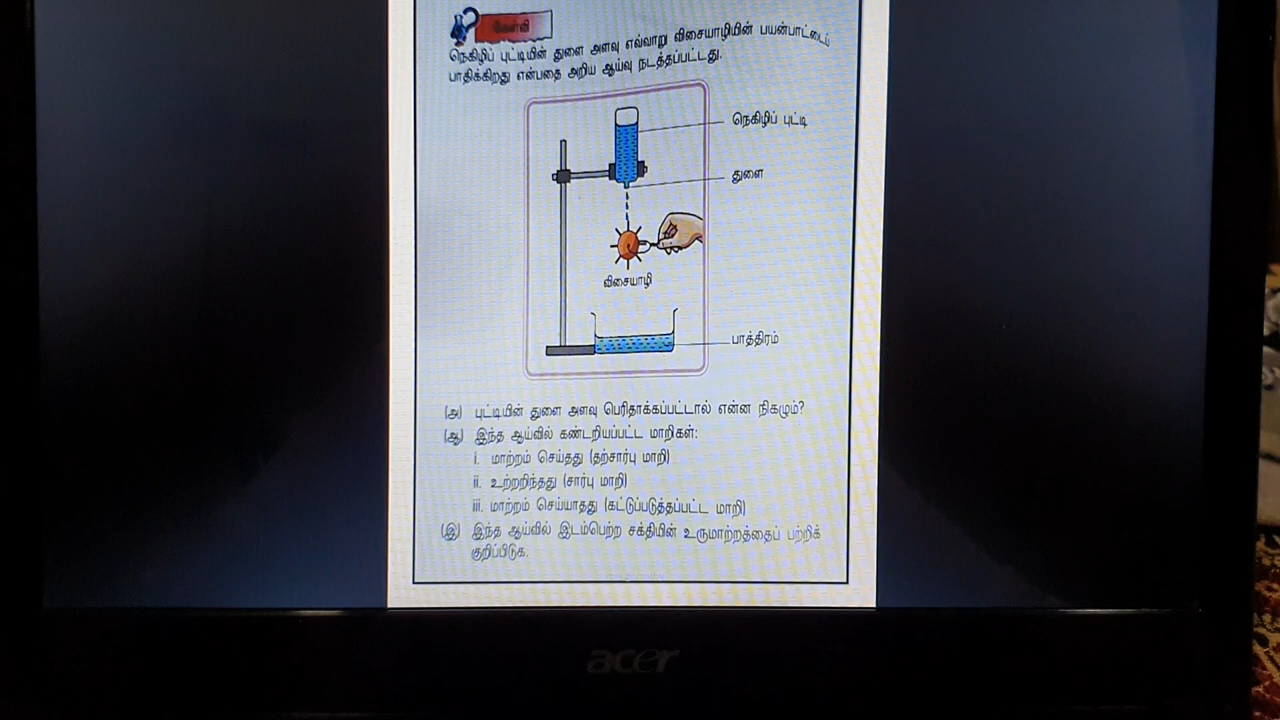 கேள்வி
நெகிழிப் புட்டியின் துளை அளவு எவ்வாறு விசையாழியின் பயன்பாட்டைப்
பாதிக்கிறது என்பதை அறிய ஆய்வு நடத்தப்பட்டது.
நெகிழிப் புட்டி
துளை
விசையாழி
பாத்திரம்
(அ) புட்டியின் துளை அளவு பெரிதாக்கப்பட்டால் என்ன நிகழும்?
(ஆ) இந்த ஆய்வில் கண்டறியப்பட்ட மாறிகள்:
i. மாற்றம் செய்தது (தற்சார்பு மாறி)
ii. உற்றறிந்தது (சார்பு மாறி)
iii. மாற்றம் செய்யாதது (கட்டுப்படுத்தப்பட்ட மாறி)
(இ) இந்த ஆய்வில் இடம்பெற்ற சக்தியின் உருமாற்றத்தைப் பற்றிக்
குறிப்பிடுக.
acer